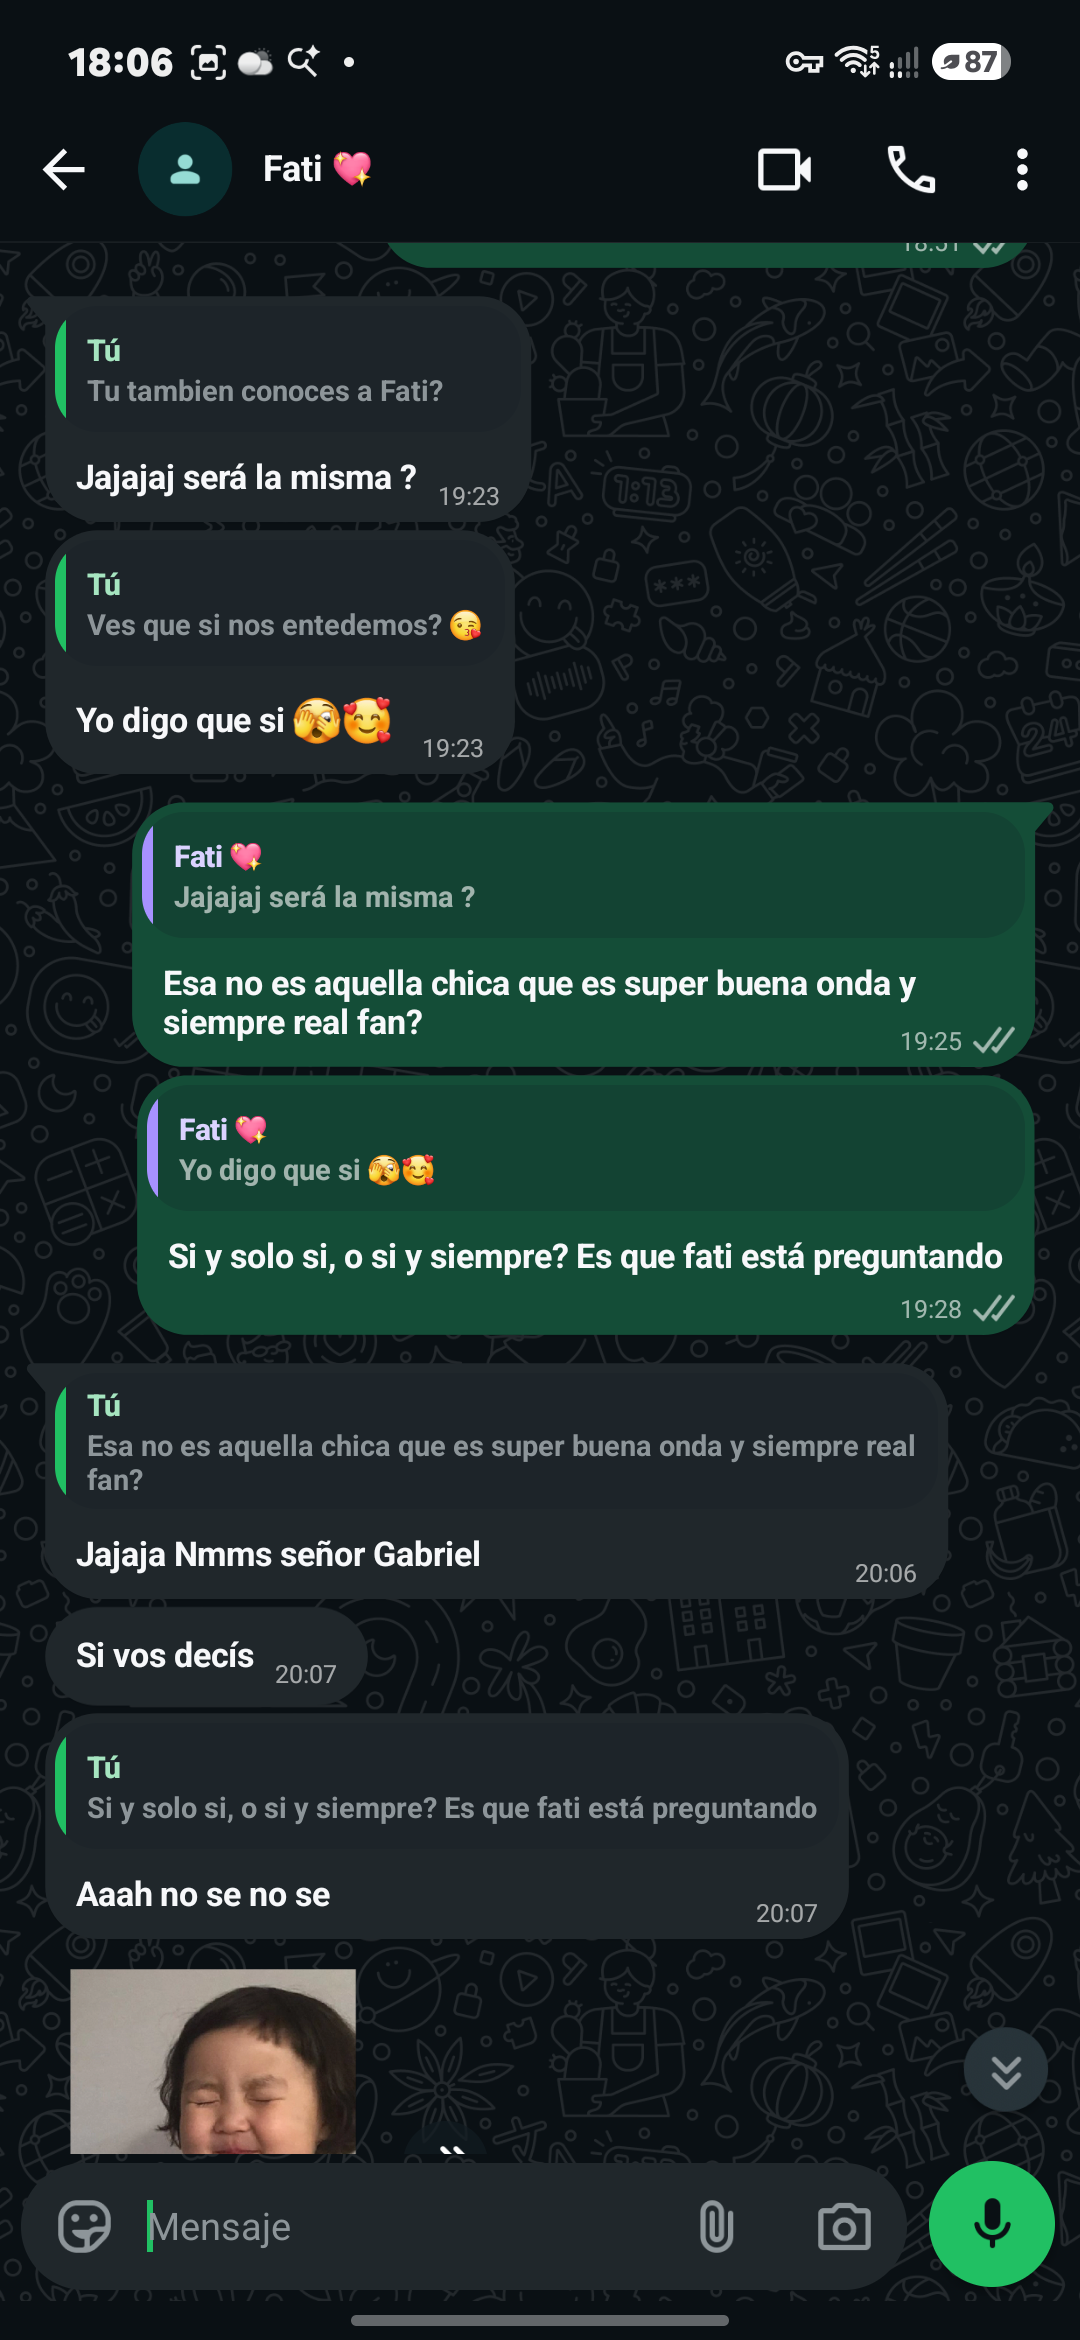 18:06
5
87
Fati 💖
18:51
Tú
Tu tambien conoces a Fati?
Jajajaj será la misma ?
19:23
Tú
Ves que si nos entedemos? 😘
Yo digo que si 🫣🥰
19:23
Fati 💖
Jajajaj será la misma ?
Esa no es aquella chica que es super buena onda y
siempre real fan?
19:25
Fati 💖
Yo digo que si 🫣🥰
Si y solo si, o si y siempre? Es que fati está preguntando
19:28
Tú
Esa no es aquella chica que es super buena onda y siempre real
fan?
Jajaja Nmms señor Gabriel
20:06
Si vos decís
20:07
Tú
Si y solo si, o si y siempre? Es que fati está preguntando
Aaah no se no se
20:07
Mensaje